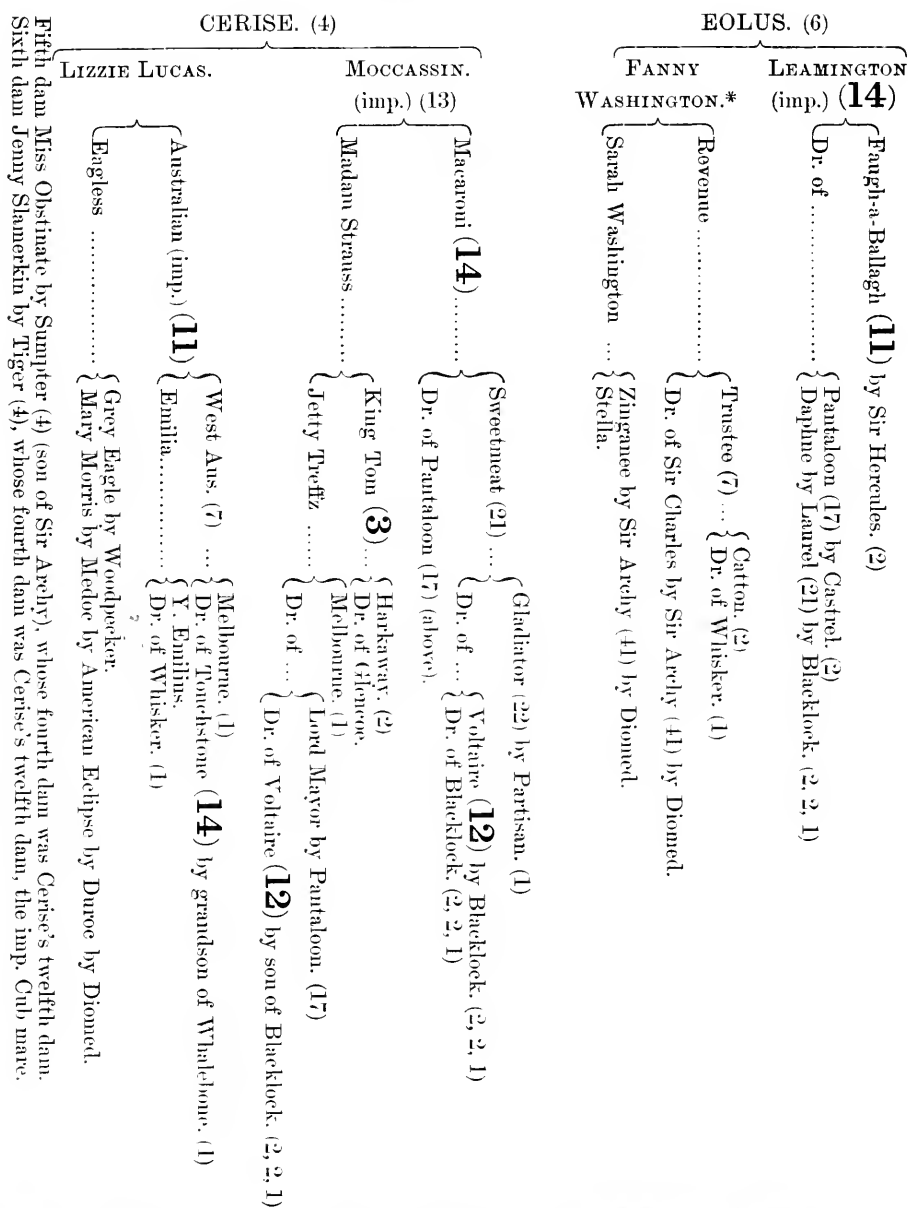 CERISE. (4)
EOLUS. (6)
LIZZIE LUCAS.
MOCCASSIN.
(imp.) (13)
FANNY
WASHINGTON.*
LEAMINGTON
(imp.) (14)
Faugh-a-Ballagh (11) by Sir Hercules. (2)
Dr. of ..........
Pantaloon (17) by Castrel. (2)
Daphne by Laurel (21) by Blacklock. (2, 2, 1)
Revenue ..........
Trustee (7) ...
Catton. (2)
Dr. of Whisker. (1)
Dr. of Sir Charles by Sir Archy (41) by Diomed.
Sarah Washington ...
Zinganee by Sir Archy (41) by Diomed.
Stella.
Macaroni (14) ........
Sweetmeat (21) ...
Gladiator (22) by Partisan. (1)
Dr. of ...
Voltaire (12) by Blacklock. (2, 2, 1)
Dr. of Blacklock. (2, 2, 1)
Dr. of Pantaloon (17) (above).
Madam Strauss ........
King Tom (3) ...
Harkaway. (2)
Dr. of Glencoe.
Jetty Treffz ......
Melbourne. (1)
Dr. of ...
Lord Mayor by Pantaloon. (17)
Dr. of Voltaire (12) by son of Blacklock. (2, 2, 1)
Australian (imp.) (11)
West Aus. (7) ...
Melbourne. (1)
Dr. of Touchstone (14) by grandson of Whalebone. (1)
Emilia ............
Y. Emilius.
Dr. of Whisker. (1)
Eagless ............
Grey Eagle by Woodpecker.
Mary Morris by Medoc by American Eclipse by Duroc by Diomed.
Fifth dam Miss Obstinate by Sumpter (4) (son of Sir Archy), whose fourth dam was Cerise's twelfth dam.
Sixth dam Jenny Slamerkin by Tiger (4), whose fourth dam was Cerise's twelfth dam, the imp. Cub mare.